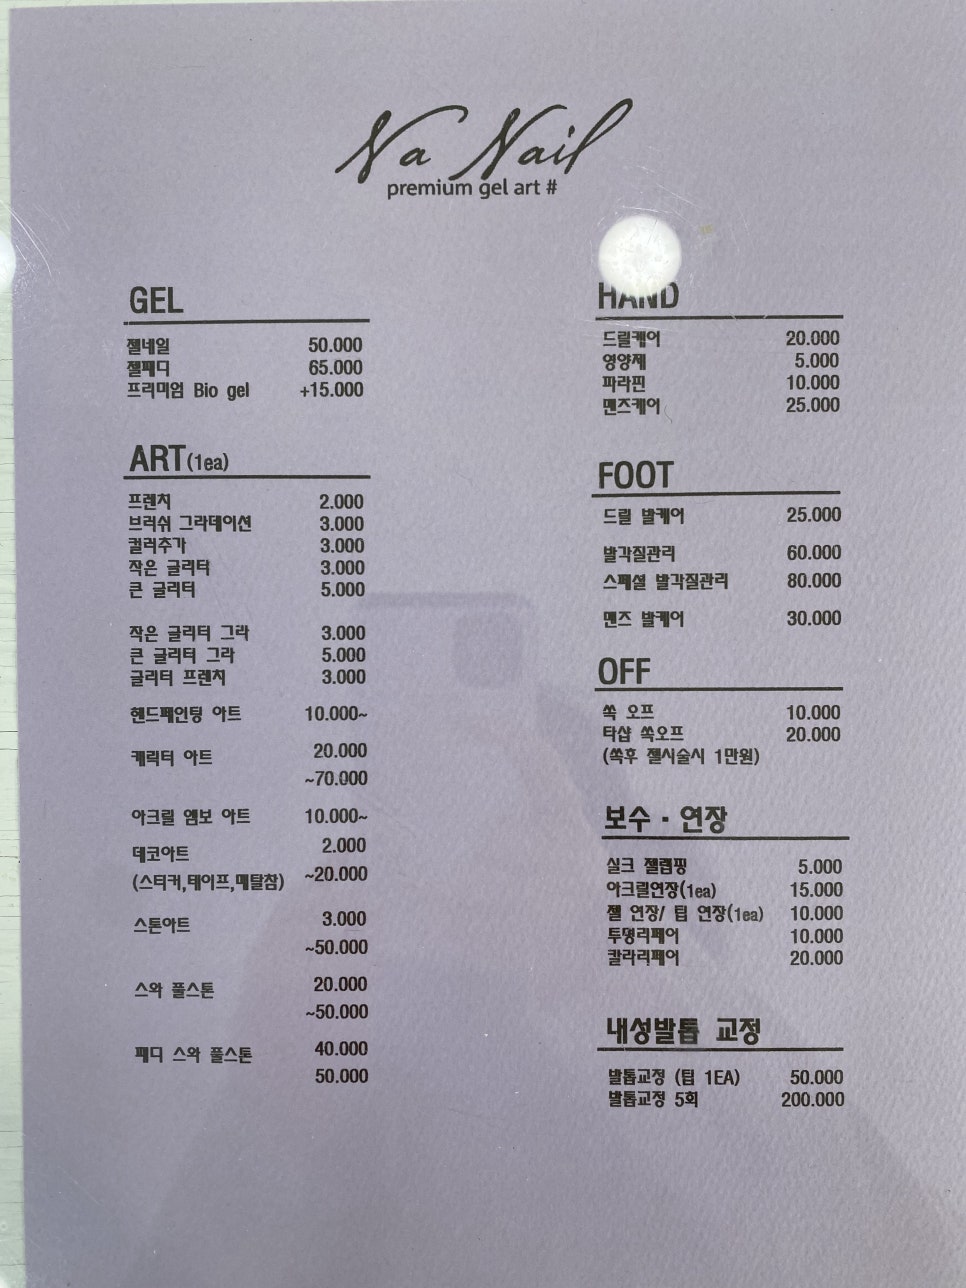 Na Nail
premium gel art #
GEL
젤네일 50.000
젤패디 65.000
프리미엄 Bio gel +15.000
ART(1ea)
프렌치 2.000
브러쉬 그라데이션 3.000
컬러추가 3.000
작은 글리터 3.000
큰 글리터 5.000
작은 글리터 그라 3.000
큰 글리터 그라 5.000
글리터 프렌치 3.000
핸드페인팅 아트 10.000~
캐릭터 아트 20.000
~70.000
아크릴 엠보 아트 10.000~
데코아트 2.000
(스티커,테이프,메탈참) ~20.000
스톤아트 3.000
~50.000
스와 풀스톤 20.000
~50.000
패디 스와 풀스톤 40.000
50.000
HAND
드릴케어 20.000
영양제 5.000
파라핀 10.000
맨즈케어 25.000
FOOT
드릴 발케어 25.000
발각질관리 60.000
스페셜 발각질관리 80.000
맨즈 발케어 30.000
OFF
쏙 오프 10.000
타샵 쏙오프 20.000
(쏙후 젤시술시 1만원)
보수 · 연장
실크 젤랩핑 5.000
아크릴연장(1ea) 15.000
젤 연장/ 팁 연장(1ea) 10.000
투명리페어 10.000
칼라리페어 20.000
내성발톱 교정
발톱교정 (팁 1EA) 50.000
발톱교정 5회 200.000